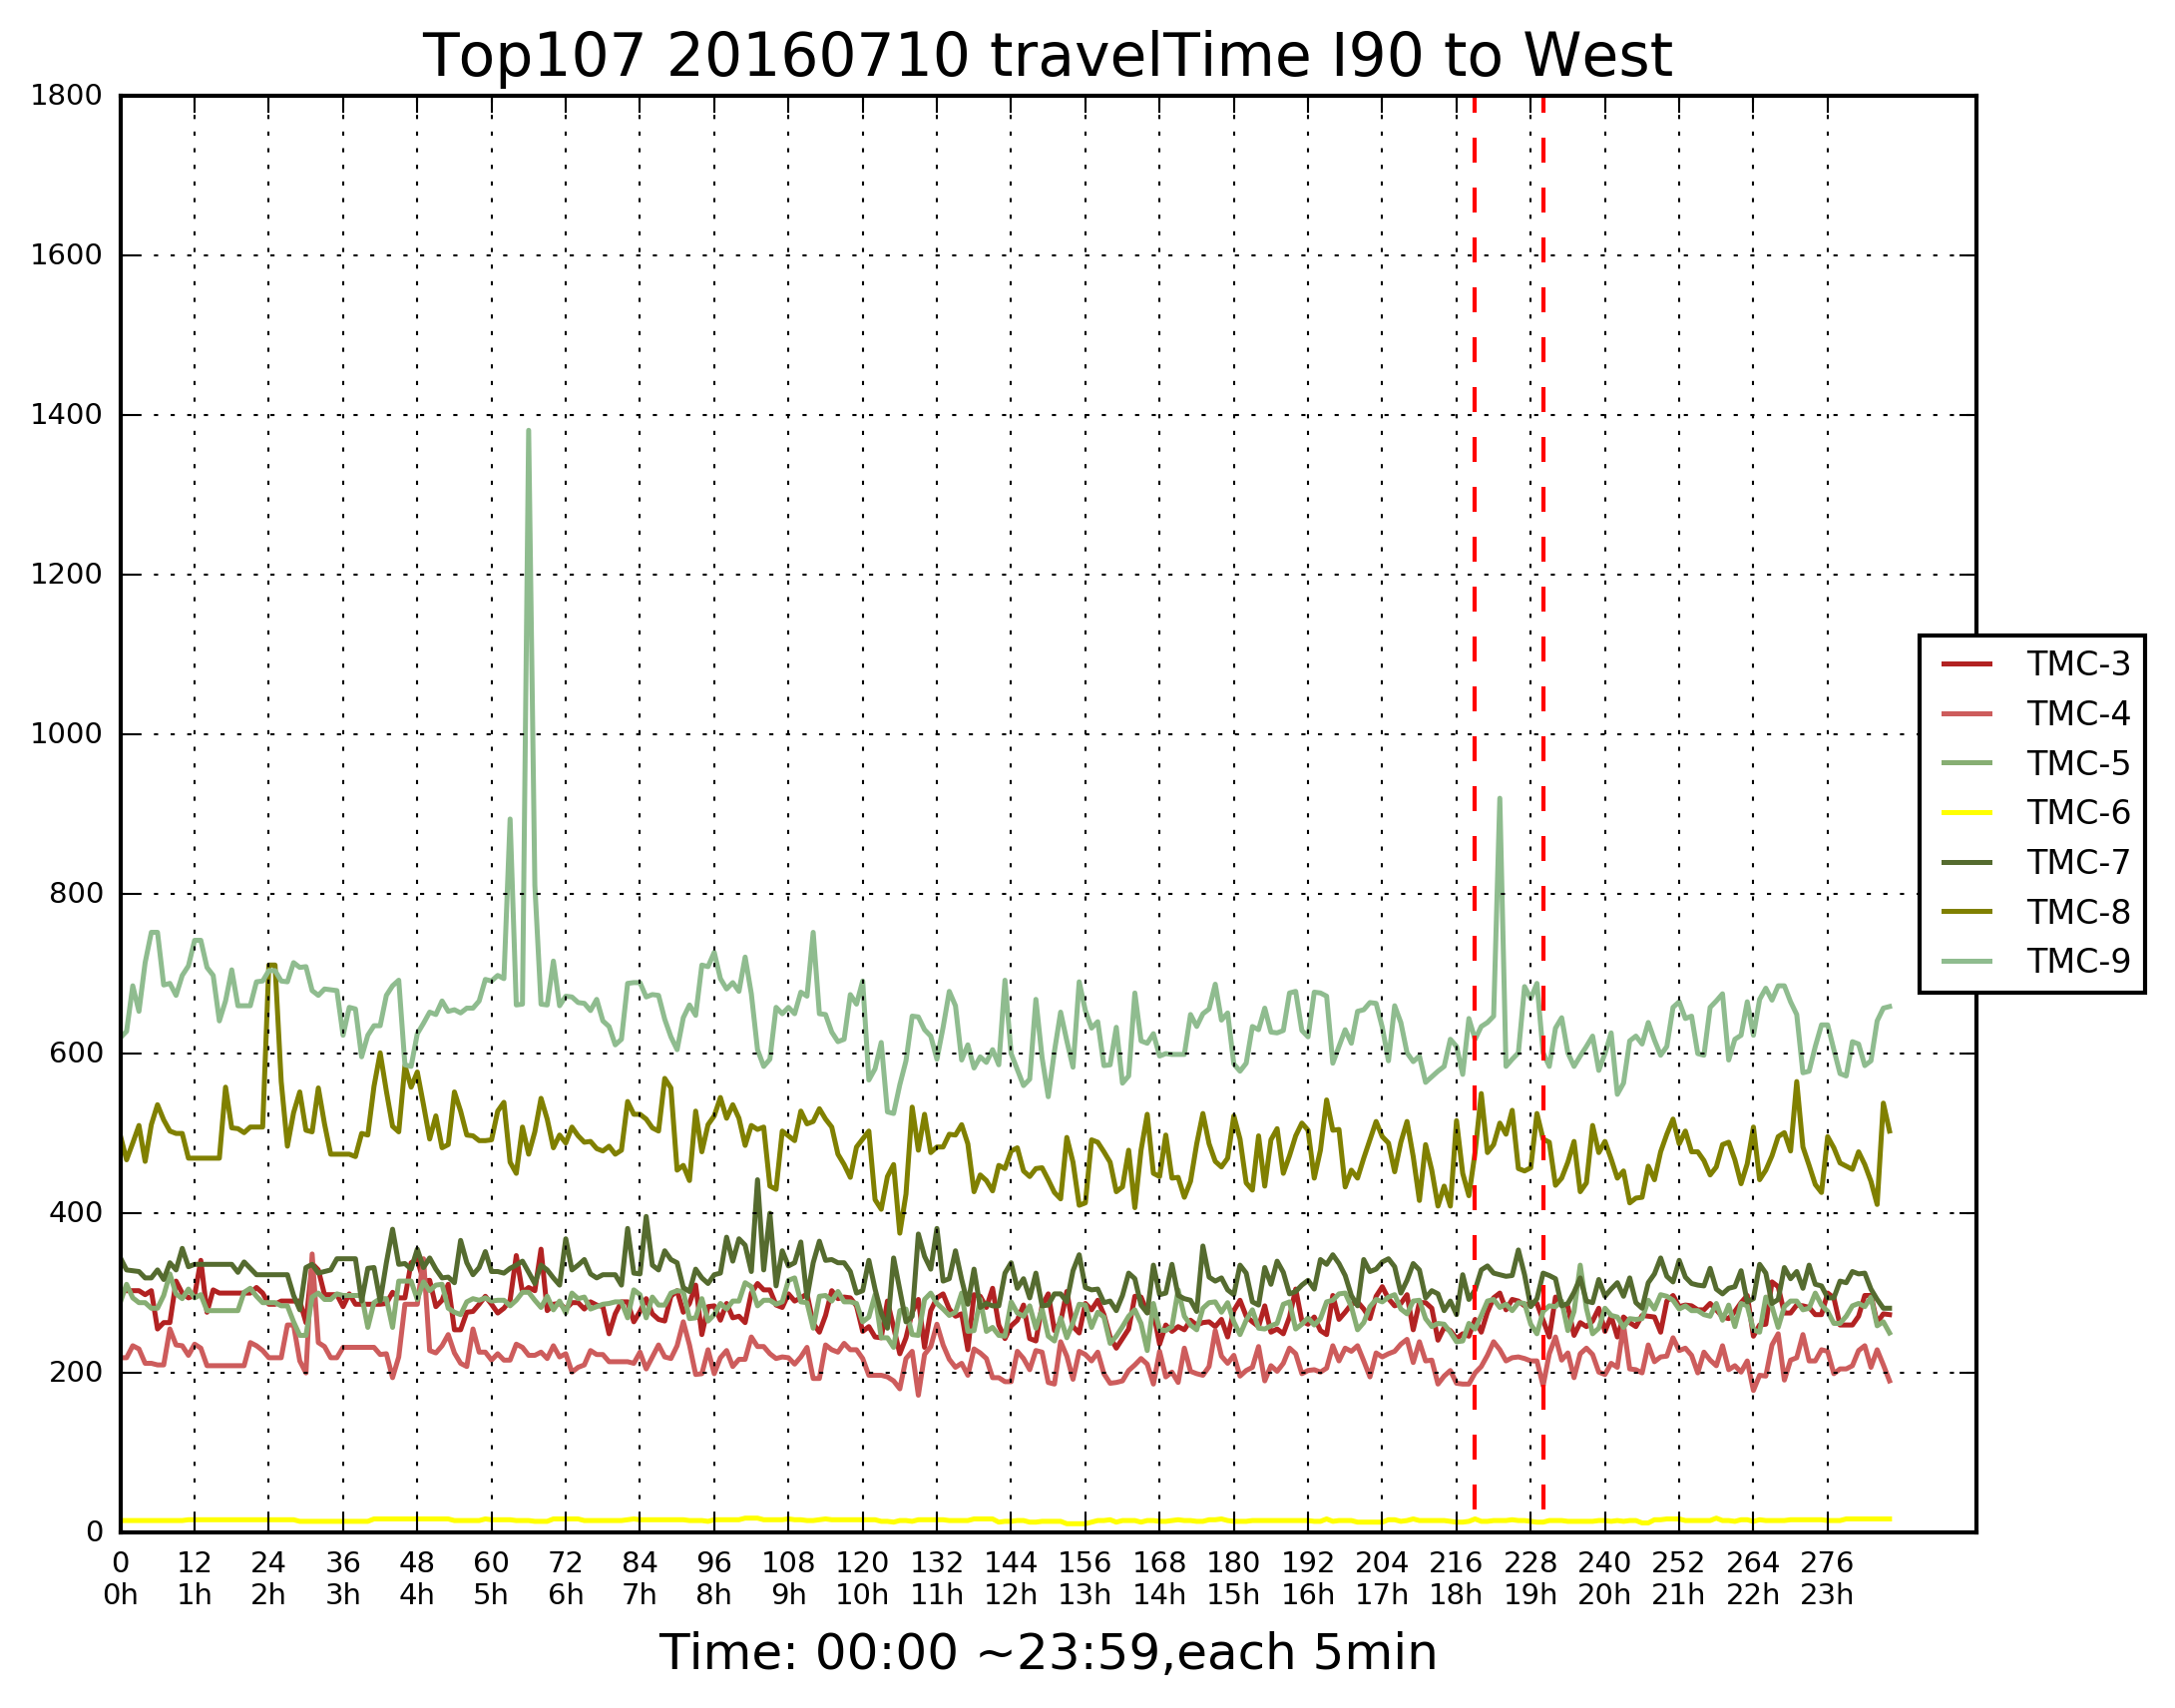 Top107 20160710 travelTime I90 to West
1800
1600
1400
1200
1000
800
600
400
200
0
TMC-3
TMC-4
TMC-5
TMC-6
TMC-7
TMC-8
TMC-9
0 12 24 36 48 60 72 84 96 108 120 132 144 156 168 180 192 204 216 228 240 252 264 276
0h 1h 2h 3h 4h 5h 6h 7h 8h 9h 10h 11h 12h 13h 14h 15h 16h 17h 18h 19h 20h 21h 22h 23h
Time: 00:00 ~23:59,each 5min